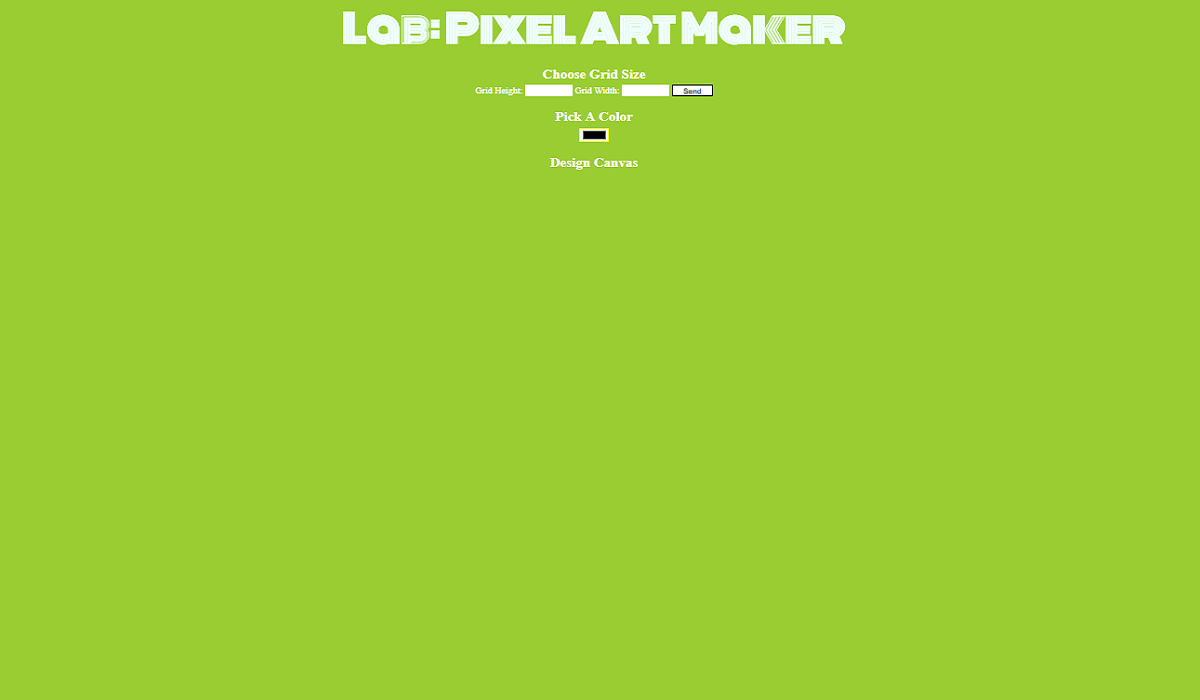 Lab: Pixel Art Maker
Choose Grid Size
Grid Height: Grid Width: Send
Pick A Color
Design Canvas